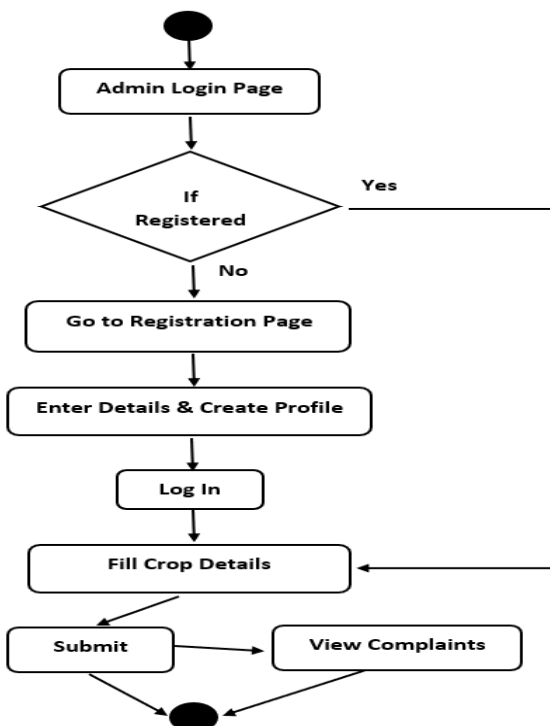 Admin Login Page
If
Registered
Yes
No
Go to Registration Page
Enter Details & Create Profile
Log In
Fill Crop Details
Submit
View Complaints